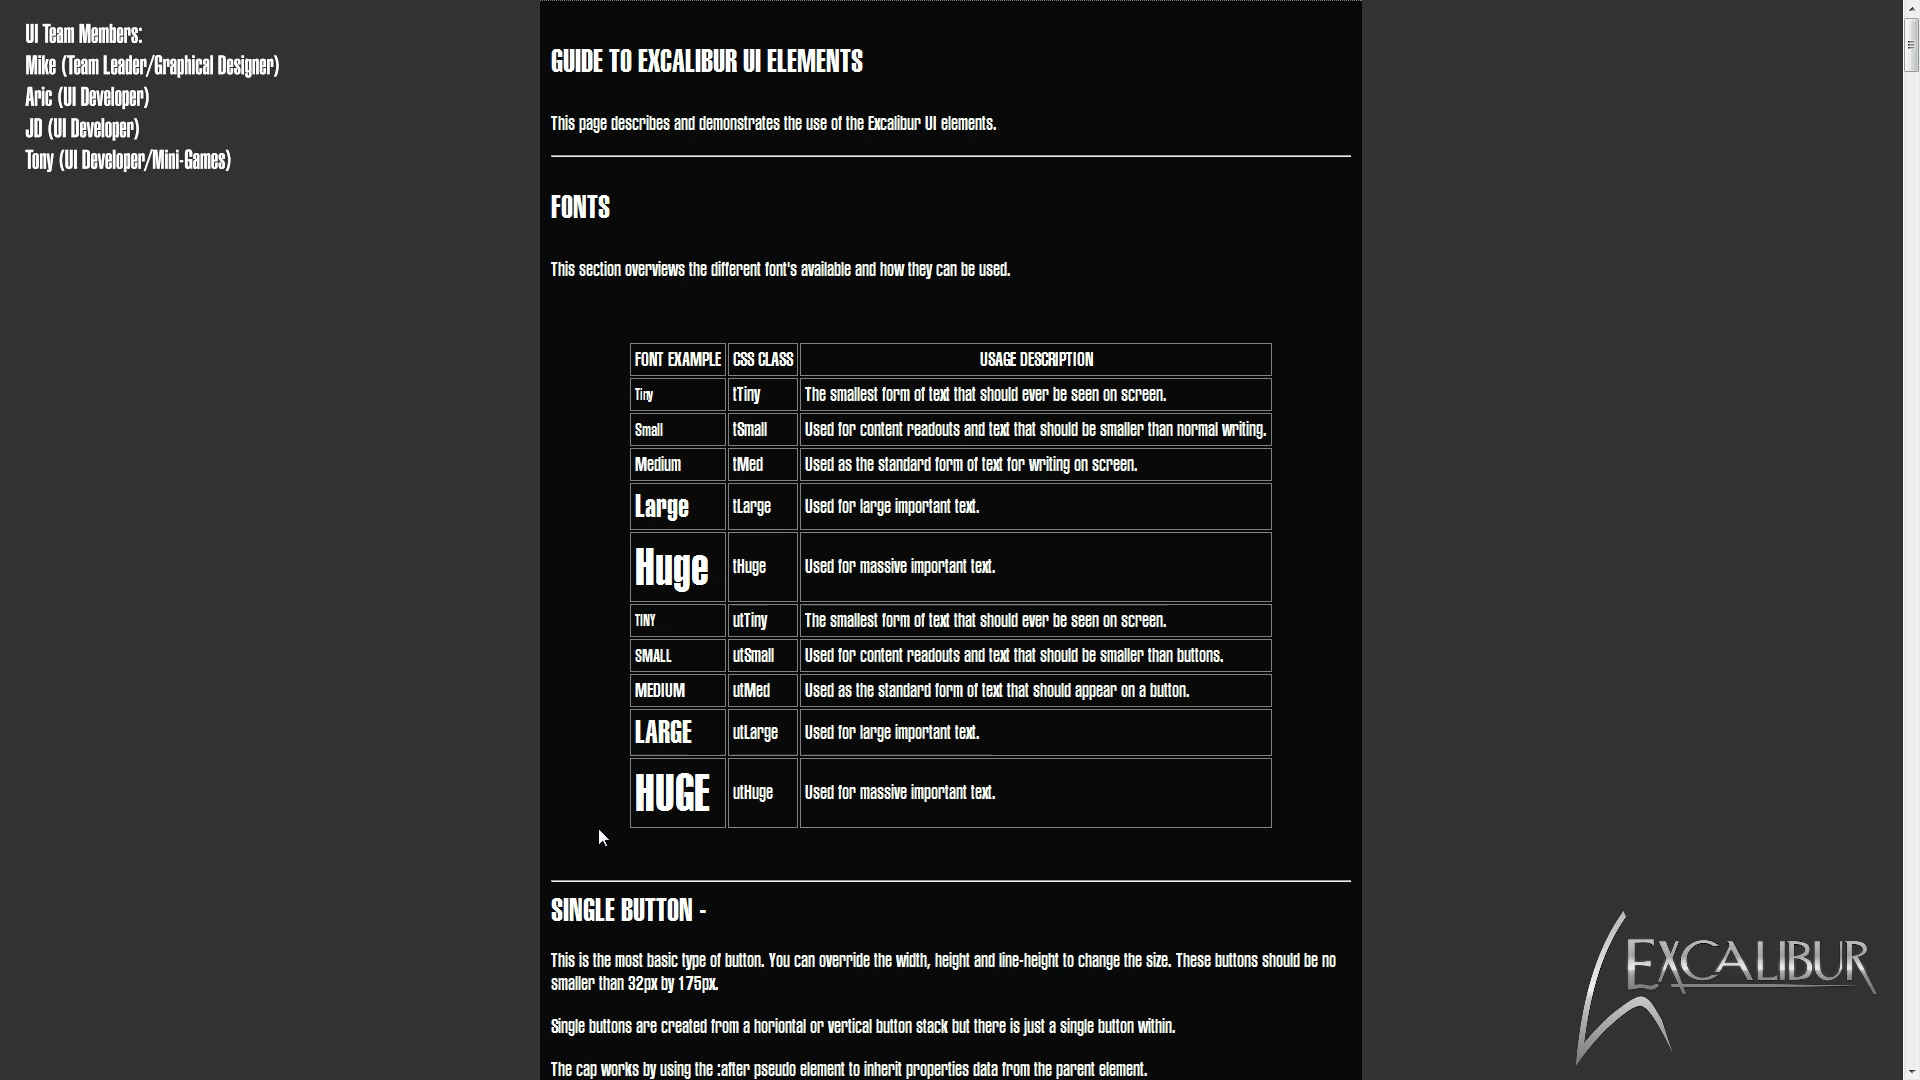 UI Team Members:
Mike (Team Leader/Graphical Designer)
Aric (UI Developer)
JD (UI Developer)
Tony (UI Developer/Mini-Games)
GUIDE TO EXCALIBUR UI ELEMENTS
This page describes and demonstrates the use of the Excalibur UI elements.
FONTS
This section overviews the different font's available and how they can be used.
FONT EXAMPLE CSS CLASS USAGE DESCRIPTION
Tiny tTiny The smallest form of text that should ever be seen on screen.
Small tSmall Used for content readouts and text that should be smaller than normal writing.
Medium tMed Used as the standard form of text for writing on screen.
Large tLarge Used for large important text.
Huge tHuge Used for massive important text.
TINY utTiny The smallest form of text that should ever be seen on screen.
SMALL utSmall Used for content readouts and text that should be smaller than buttons.
MEDIUM utMed Used as the standard form of text that should appear on a button.
LARGE utLarge Used for large important text.
HUGE utHuge Used for massive important text.
SINGLE BUTTON -
This is the most basic type of button. You can override the width, height and line-height to change the size. These buttons should be no
smaller than 32px by 175px.
Single buttons are created from a horiontal or vertical button stack but there is just a single button within.
The cap works by using the :after pseudo element to inherit properties data from the parent element.
EXCALIBUR